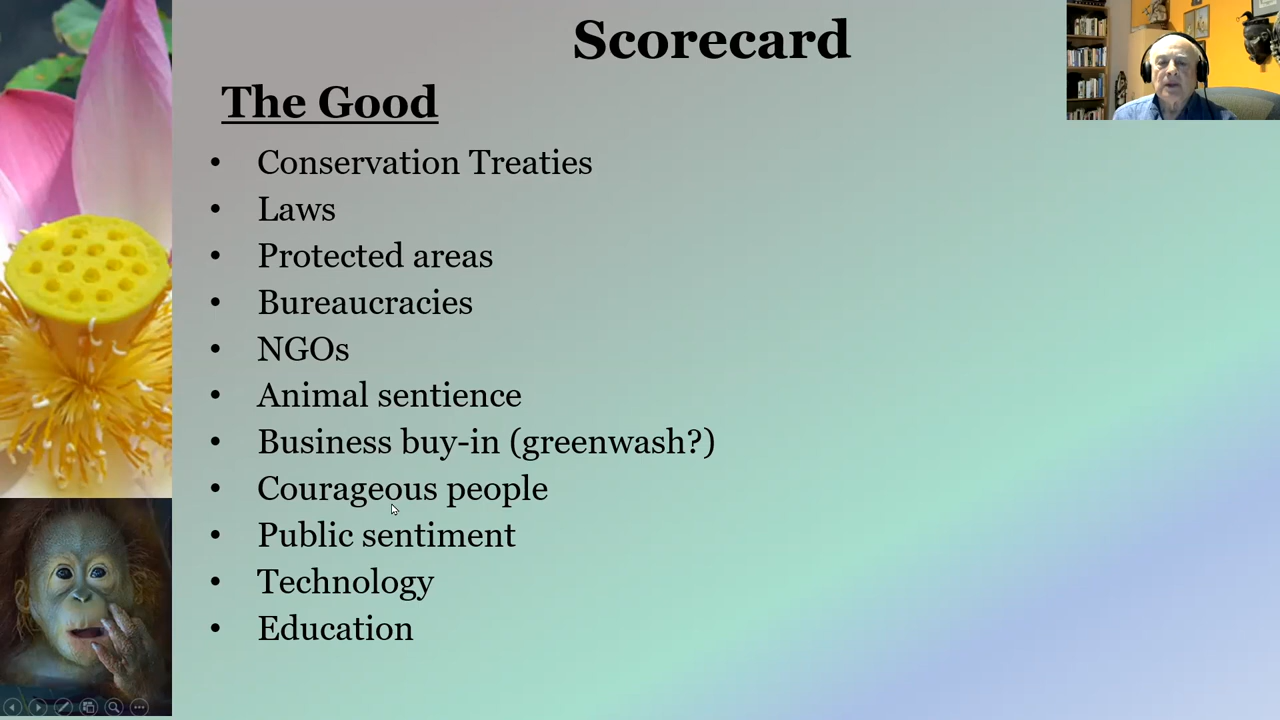 Scorecard
The Good
• Conservation Treaties
• Laws
• Protected areas
• Bureaucracies
• NGOs
• Animal sentience
• Business buy-in (greenwash?)
• Courageous people
• Public sentiment
• Technology
• Education